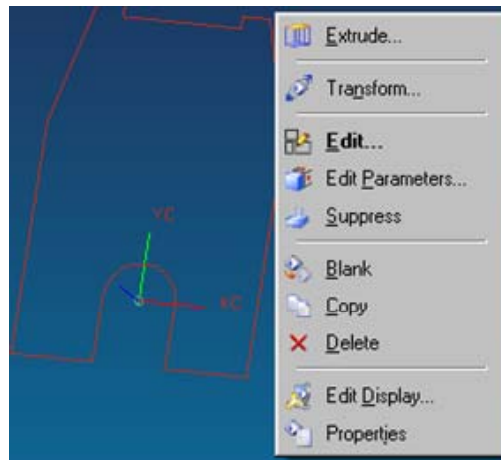 Extrude...
Transform...
Edit...
Edit Parameters...
Suppress
YC
Blank
XC
Copy
Delete
Edit Display...
Properties